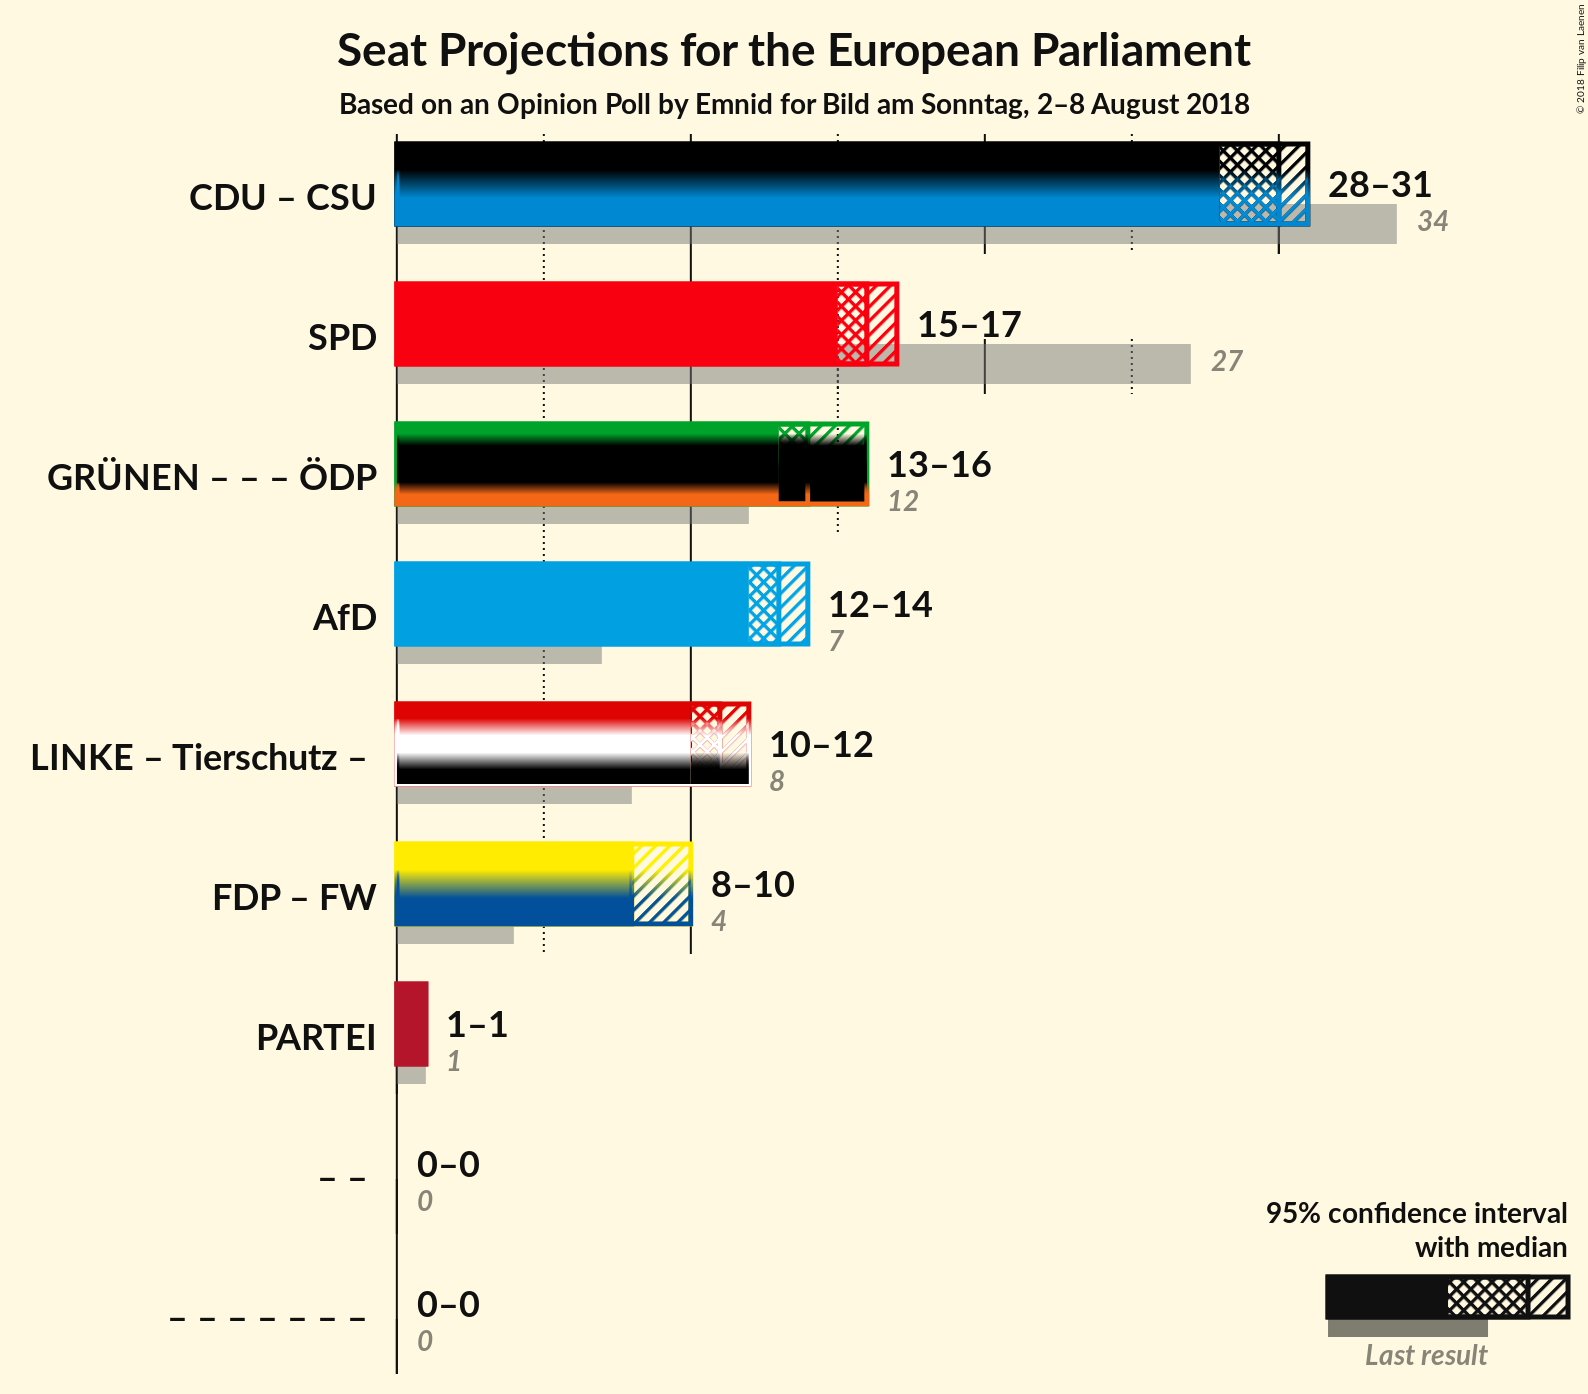 Seat Projections for the European Parliament
Based on an Opinion Poll by Emnid for Bild am Sonntag, 2–8 August 2018
© 2018 Filip van Laenen
CDU – CSU
28–31
34
SPD
15–17
27
GRÜNEN – – – ÖDP
13–16
12
AfD
12–14
7
LINKE – Tierschutz –
10–12
8
FDP – FW
8–10
4
PARTEI
1–1
1
– –
0–0
0
– – – – – – –
0–0
0
95% confidence interval
with median
Last result